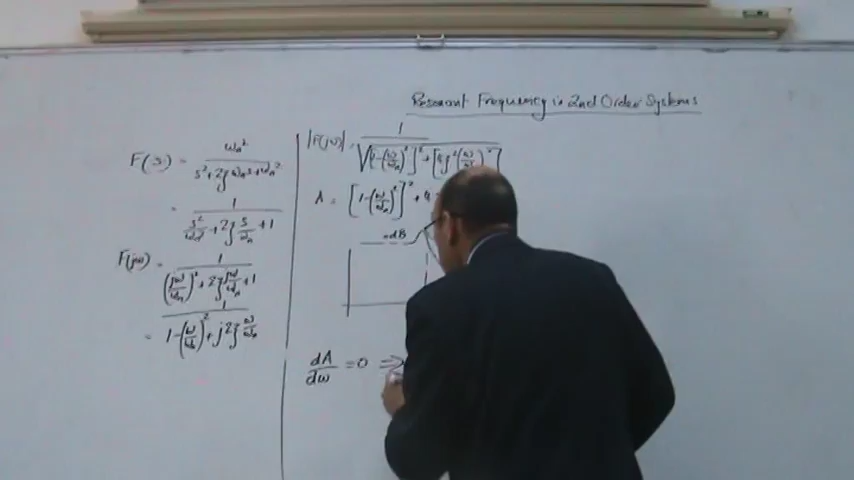 Resonant Frequency in 2nd Order Systems
F(s) = ωn² / (s² + 2ζωns + ωn²)
= 1 / (s²/ωn² + 2ζ s/ωn + 1)
F(jω) = 1 / ((jω/ωn)² + 2ζ jω/ωn + 1)
= 1 / (1 - (ω/ωn)² + j2ζ ω/ωn)
|F(jω)| = 1 / √([1 - (ω/ωn)²]² + [4ζ²(ω/ωn)²])
A = [1 - (ω/ωn)²]² + 4
0dB
dA/dω = 0 ⇒